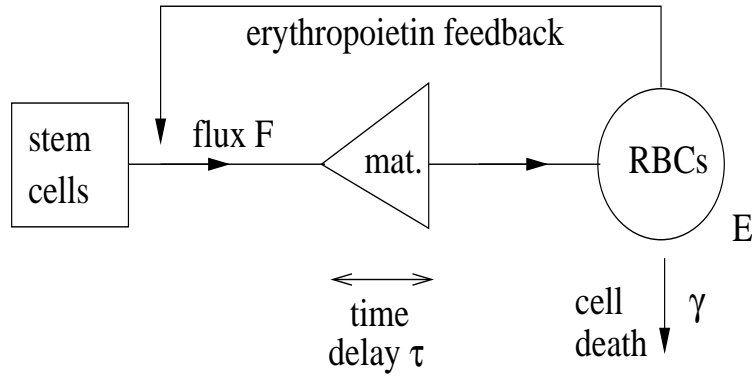 erythropoietin feedback
stem
cells
flux F
mat.
RBCs
E
time
delay τ
cell
death
γ